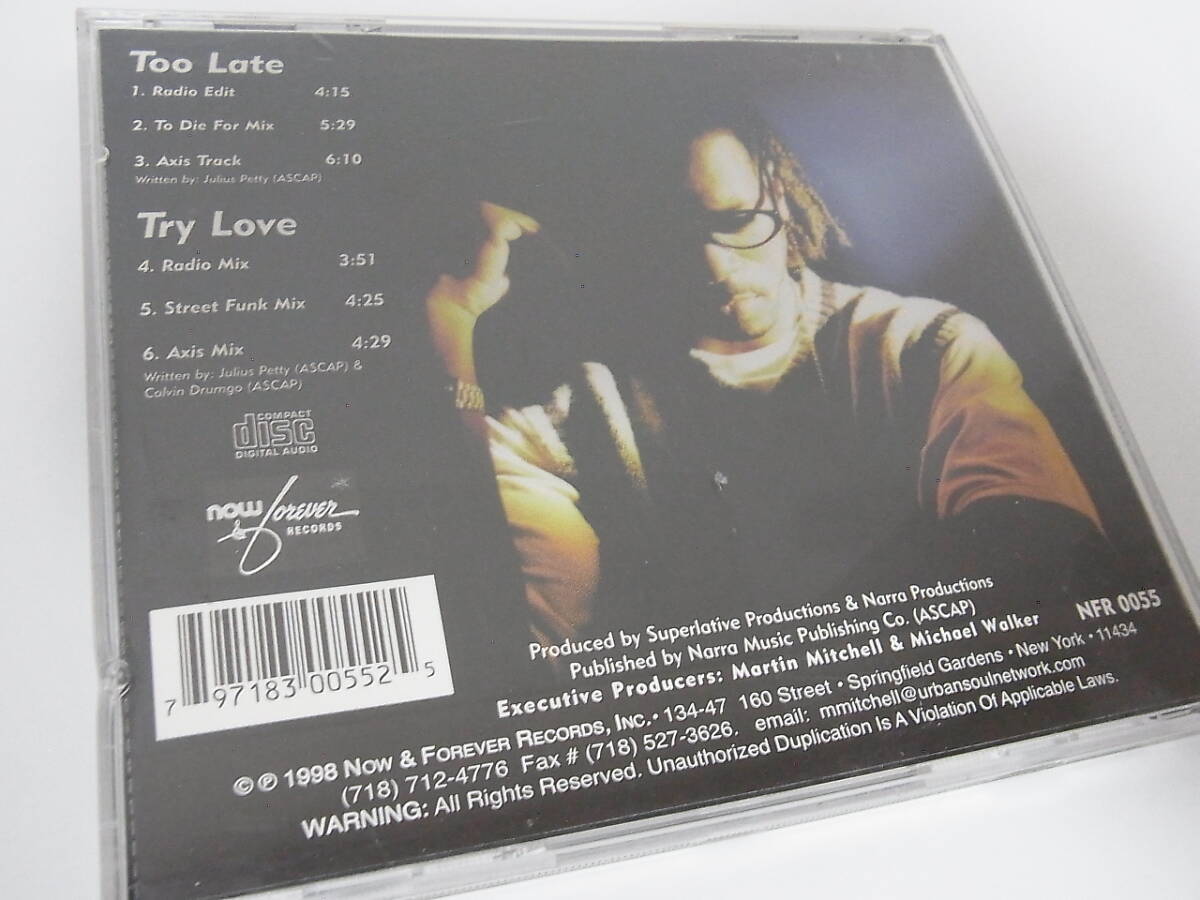 Too Late
1. Radio Edit 4:15
2. To Die For Mix 5:29
3. Axis Track 6:10
Written by: Julius Petty (ASCAP)
Try Love
4. Radio Mix 3:51
5. Street Funk Mix 4:25
6. Axis Mix 4:29
Written by: Julius Petty (ASCAP) &
Calvin Drumgo (ASCAP)
COMPACT
disc
DIGITAL AUDIO
now & forever
RECORDS
7 97183 00552 5
Produced by Superlative Productions & Narra Productions
Published by Narra Music Publishing Co. (ASCAP)
Executive Producers: Martin Mitchell & Michael Walker
NFR 0055
©℗ 1998 Now & Forever Records, Inc. • 134-47 160 Street • Springfield Gardens • New York • 11434
(718) 712-4776 Fax # (718) 527-3626. email: mmitchell@urbansoulnetwork.com
WARNING: All Rights Reserved. Unauthorized Duplication Is A Violation Of Applicable Laws.